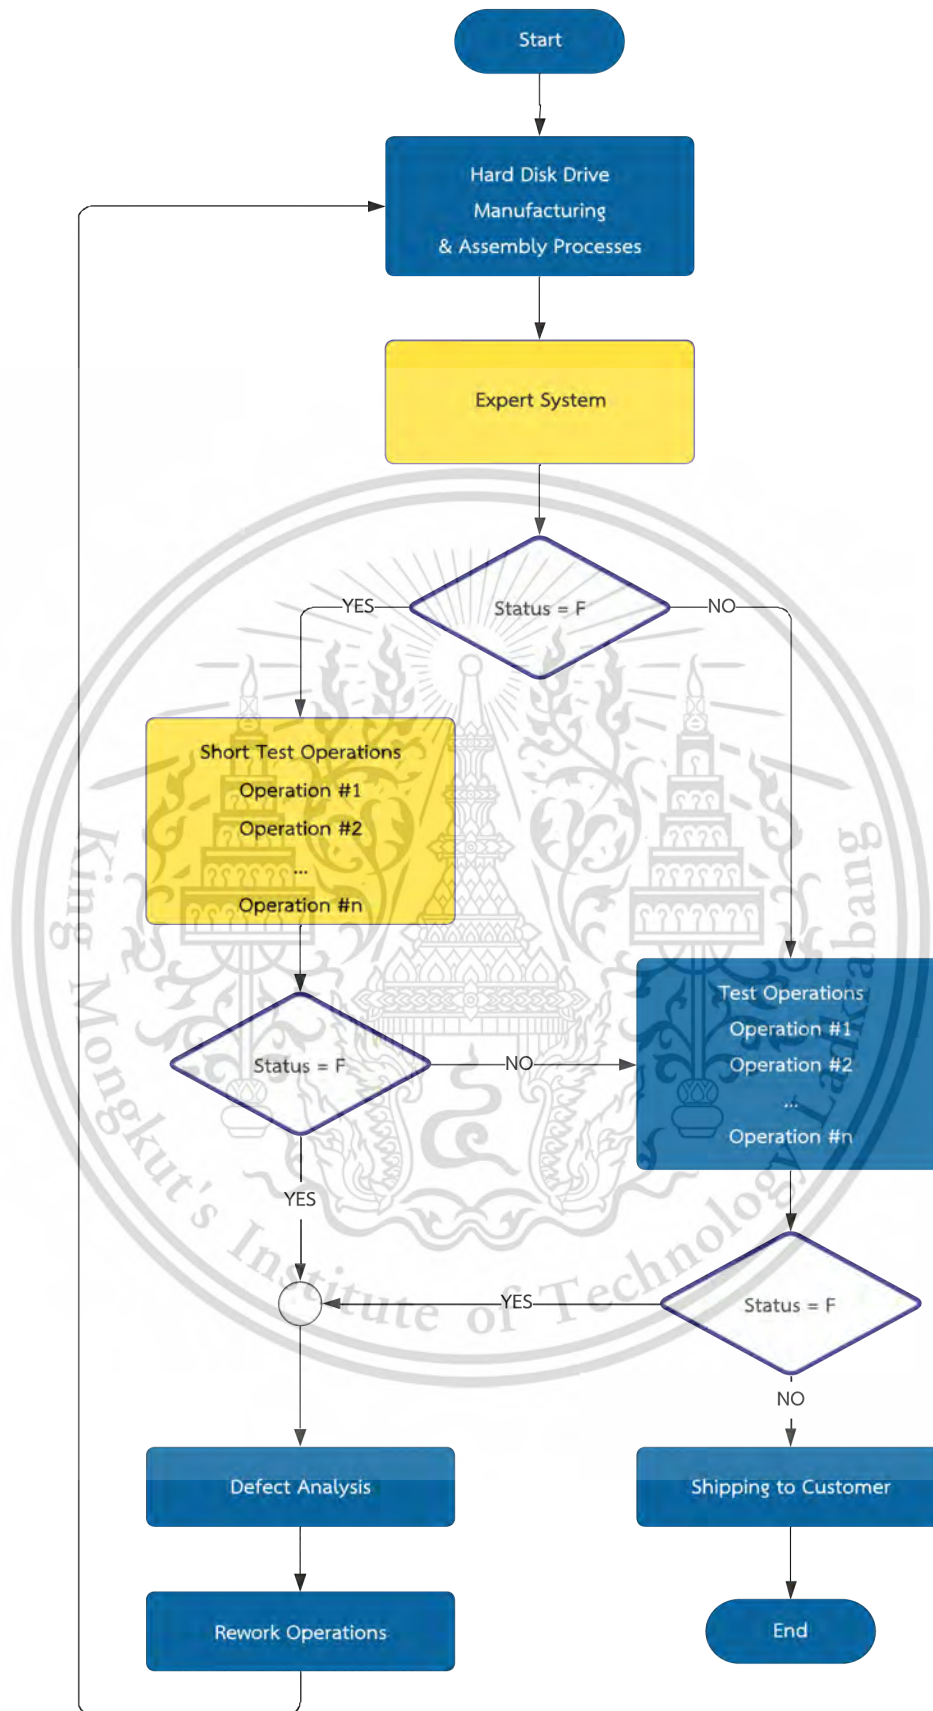 Start
Hard Disk Drive
Manufacturing
& Assembly Processes
Expert System
Status = F
YES
NO
Short Test Operations
Operation #1
Operation #2
...
Operation #n
Status = F
NO
YES
Test Operations
Operation #1
Operation #2
...
Operation #n
Status = F
YES
NO
Defect Analysis
Shipping to Customer
Rework Operations
End
King Mongkut's Institute of Technology Ladkrabang